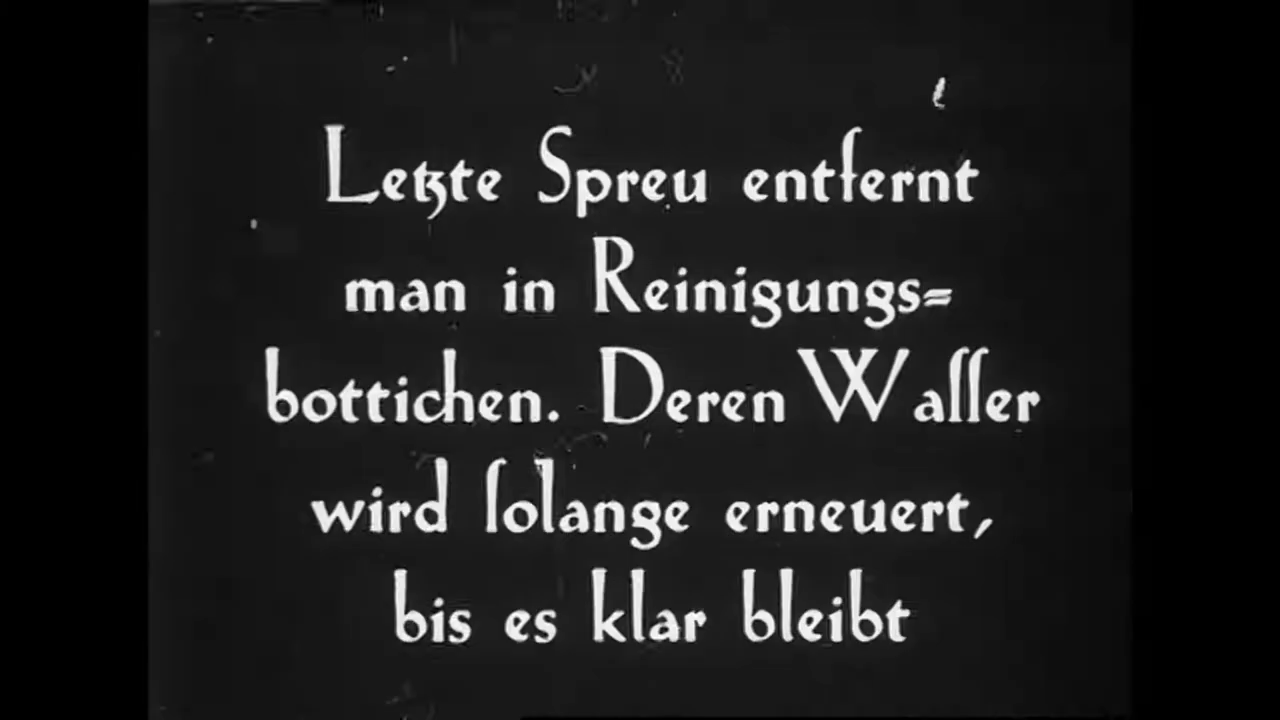 Letzte Spreu entfernt
man in Reinigungs=
bottichen. Deren Waſſer
wird ſolange erneuert,
bis es klar bleibt